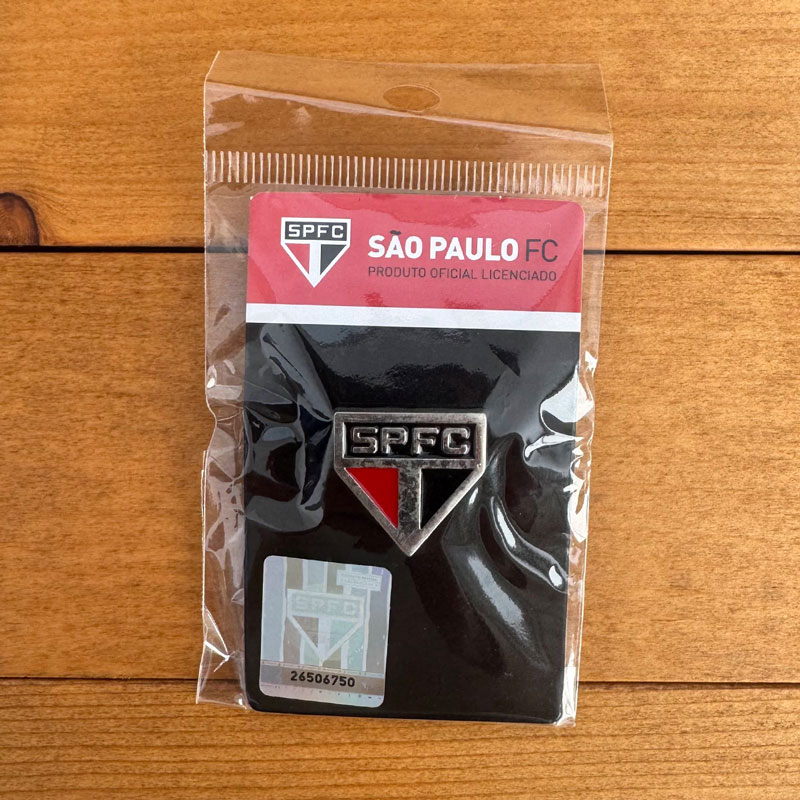 SPFC
SÃO PAULO FC
PRODUTO OFICIAL LICENCIADO
SPFC
SPFC
26506750